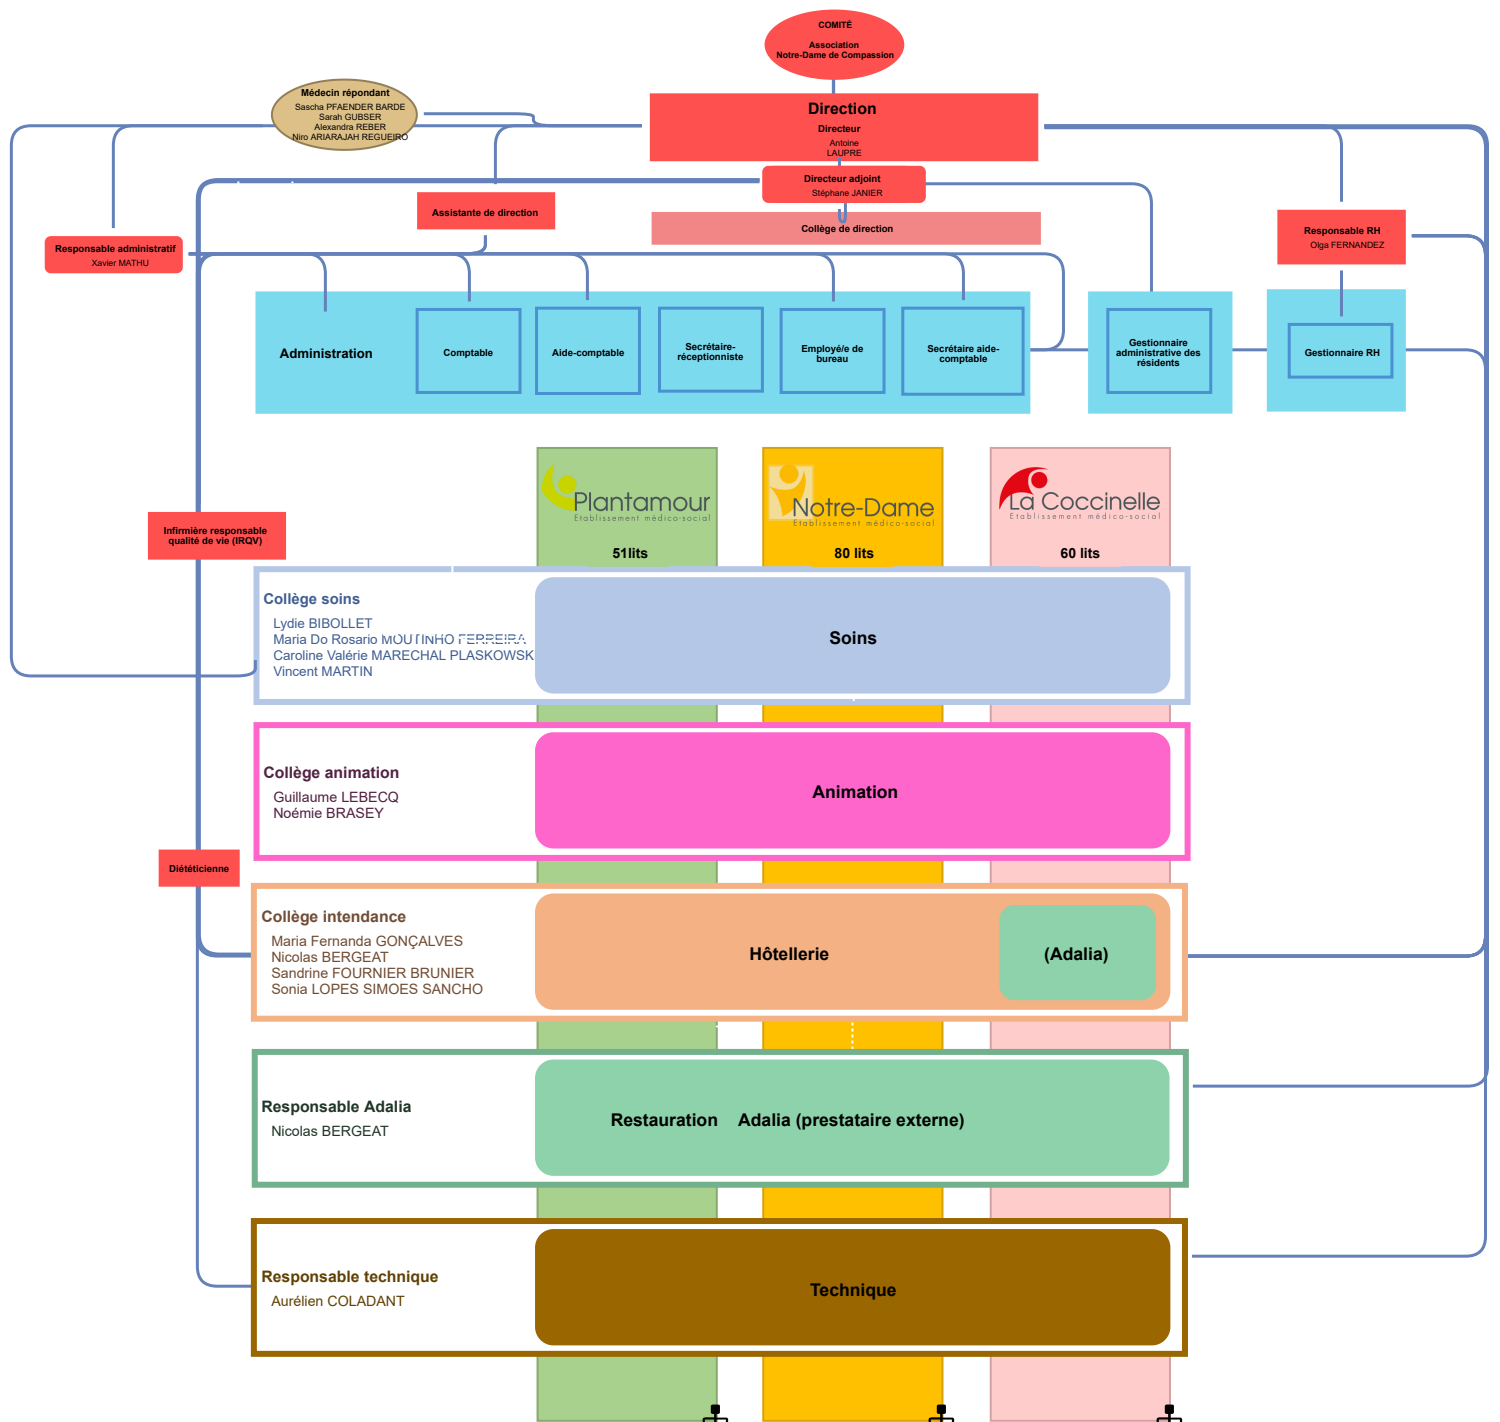 COMITÉ
Association
Notre-Dame de Compassion
Médecin répondant
Sascha PFAENDER BARDE
Sarah GUBSER
Alexandra REBER
Niro ARIARAJAH REGUEIRO
Direction
Directeur
Antoine
LAUPRE
Directeur adjoint
Stéphane JANIER
Assistante de direction
Collège de direction
Responsable administratif
Xavier MATHU
Responsable RH
Olga FERNANDEZ
Administration
Comptable
Aide-comptable
Secrétaire-
réceptionniste
Employé/e de
bureau
Secrétaire aide-
comptable
Gestionnaire
administrative des
résidents
Gestionnaire RH
Plantamour
Etablissement médico-social
51lits
Notre-Dame
Etablissement médico-social
80 lits
La Coccinelle
Etablissement médico-social
60 lits
Infirmière responsable
qualité de vie (IRQV)
Collège soins
Lydie BIBOLLET
Maria Do Rosario MOUTINHO FERREIRA
Caroline Valérie MARECHAL PLASKOWSK
Vincent MARTIN
Soins
Collège animation
Guillaume LEBECQ
Noémie BRASEY
Animation
Diététicienne
Collège intendance
Maria Fernanda GONÇALVES
Nicolas BERGEAT
Sandrine FOURNIER BRUNIER
Sonia LOPES SIMOES SANCHO
Hôtellerie
(Adalia)
Responsable Adalia
Nicolas BERGEAT
Restauration Adalia (prestataire externe)
Responsable technique
Aurélien COLADANT
Technique